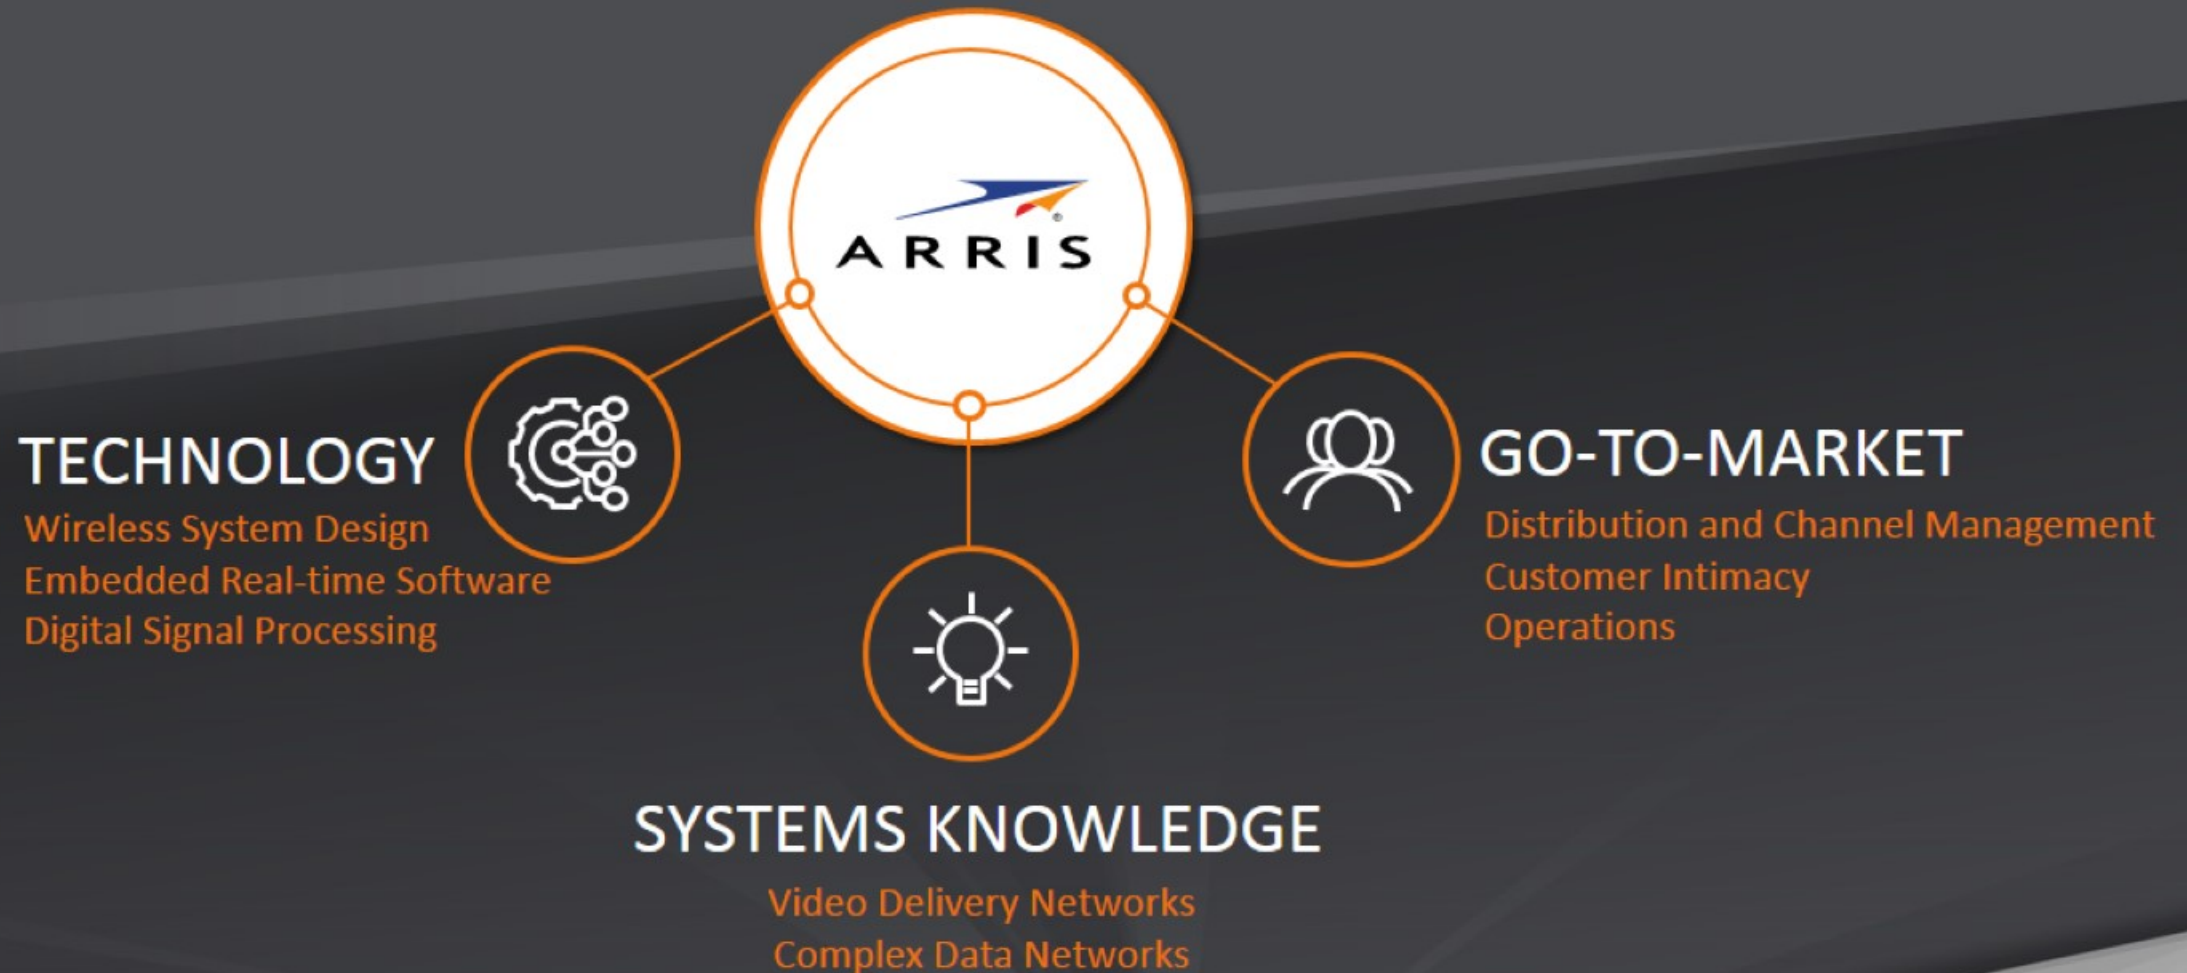 ARRIS
®
TECHNOLOGY
Wireless System Design
Embedded Real-time Software
Digital Signal Processing
SYSTEMS KNOWLEDGE
Video Delivery Networks
Complex Data Networks
GO-TO-MARKET
Distribution and Channel Management
Customer Intimacy
Operations